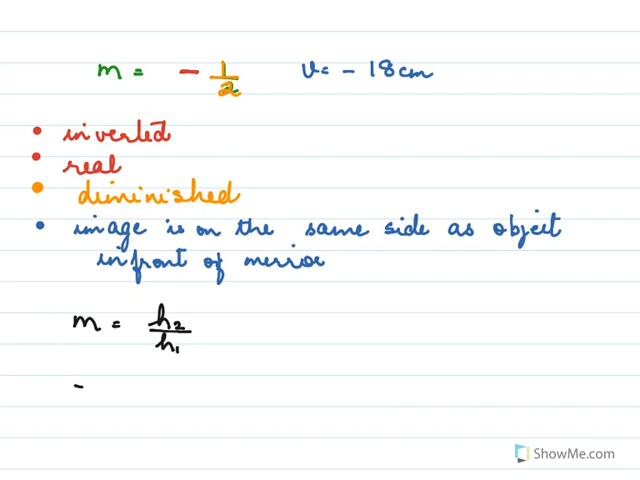 m = - 1/2 v = - 18 cm
• inverted
• real
• diminished
• image is on the same side as object
infront of mirror
m = h₂/h₁
-
ShowMe.com